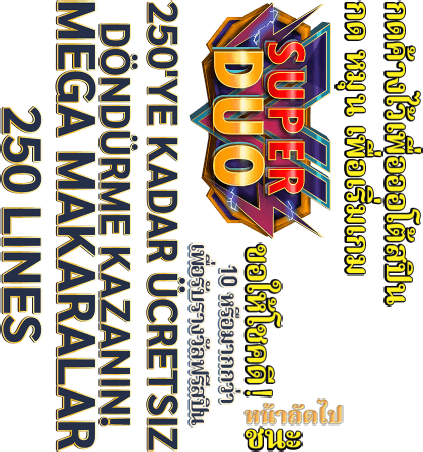 กดค้างไว้เพื่อออโต้สปิน
กด หมุน เพื่อเริ่มเกม
SUPER
DUO
ขอให้โชคดี!
10 หรือมากกว่า
เพื่อรับรางวัลฟรีสปิน
หน้าถัดไป
ชนะ
250'YE KADAR ÜCRETSIZ
DÖNDÜRME KAZANIN!
MEGA MAKARALAR
250 LINES